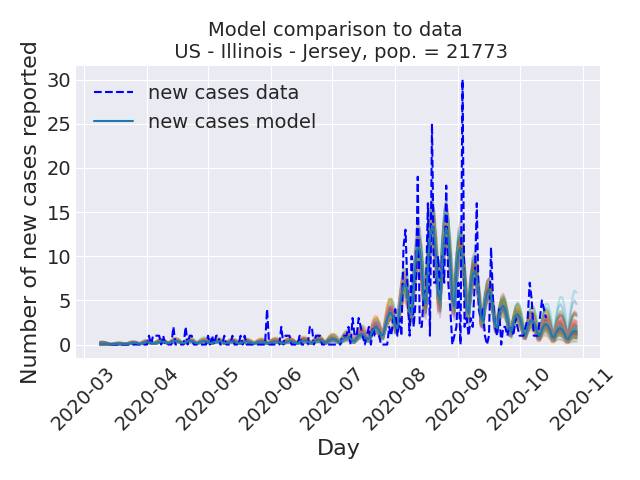 Model comparison to data
US - Illinois - Jersey, pop. = 21773
Number of new cases reported
30
25
20
15
10
5
0
new cases data
new cases model
2020-03
2020-04
2020-05
2020-06
2020-07
2020-08
2020-09
2020-10
2020-11
Day